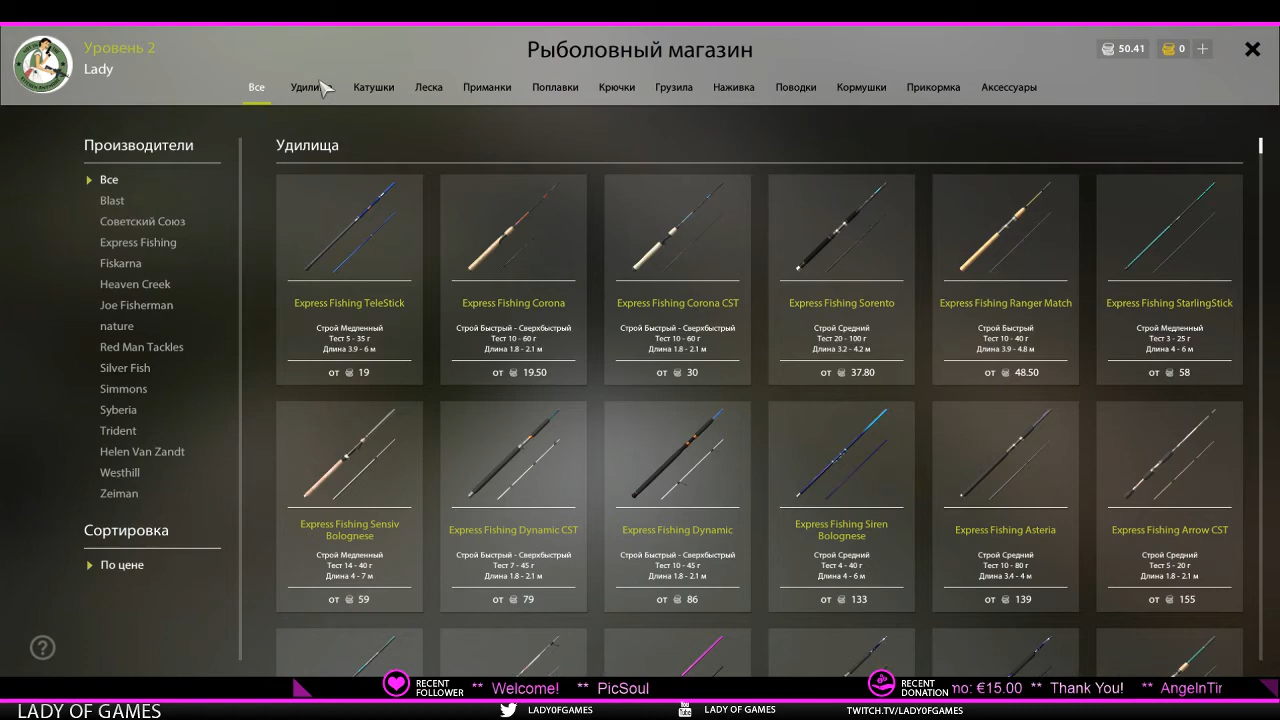 Уровень 2
Lady
Рыболовный магазин
50.41
0
Все
Катушки
Леска
Приманки
Поплавки
Крючки
Грузила
Наживка
Поводки
Кормушки
Прикормка
Аксессуары
Производители
Все
Blast
Советский Союз
Express Fishing
Fiskarna
Heaven Creek
Joe Fisherman
nature
Red Man Tackles
Silver Fish
Simmons
Syberia
Trident
Helen Van Zandt
Westhill
Zeiman
Сортировка
По цене
Удилища
Express Fishing TeleStick
Строй Медленный
Тест 5 - 35 г
Длина 3.9 - 6 м
от 19
Express Fishing Corona
Строй Быстрый - Сверхбыстрый
Тест 10 - 60 г
Длина 1.8 - 2.1 м
от 19.50
Express Fishing Corona CST
Строй Быстрый - Сверхбыстрый
Тест 10 - 60 г
Длина 1.8 - 2.1 м
от 30
Express Fishing Sorento
Строй Средний
Тест 20 - 100 г
Длина 3.2 - 4.2 м
от 37.80
Express Fishing Ranger Match
Строй Быстрый
Тест 10 - 40 г
Длина 3.9 - 4.8 м
от 48.50
Express Fishing StarlingStick
Строй Медленный
Тест 3 - 25 г
Длина 4 - 6 м
от 58
Express Fishing Sensiv
Bolognese
Строй Медленный
Тест 14 - 40 г
Длина 4 - 7 м
от 59
Express Fishing Dynamic CST
Строй Быстрый - Сверхбыстрый
Тест 7 - 45 г
Длина 1.8 - 2.1 м
от 79
Express Fishing Dynamic
Строй Быстрый - Сверхбыстрый
Тест 10 - 45 г
Длина 1.8 - 2.1 м
от 86
Express Fishing Siren
Bolognese
Строй Средний
Тест 4 - 40 г
Длина 4 - 6 м
от 133
Express Fishing Asteria
Строй Средний
Тест 10 - 80 г
Длина 3.4 - 4 м
от 139
Express Fishing Arrow CST
Строй Средний
Тест 5 - 20 г
Длина 1.8 - 2.1 м
от 155
?
RECENT
FOLLOWER
** Welcome! ** PicSoul
RECENT
DONATION
mo: €15.00 ** Thank You! ** AngelnTir
LADY OF GAMES
LADY0FGAMES
LADY OF GAMES
TWITCH.TV/LADY0FGAMES